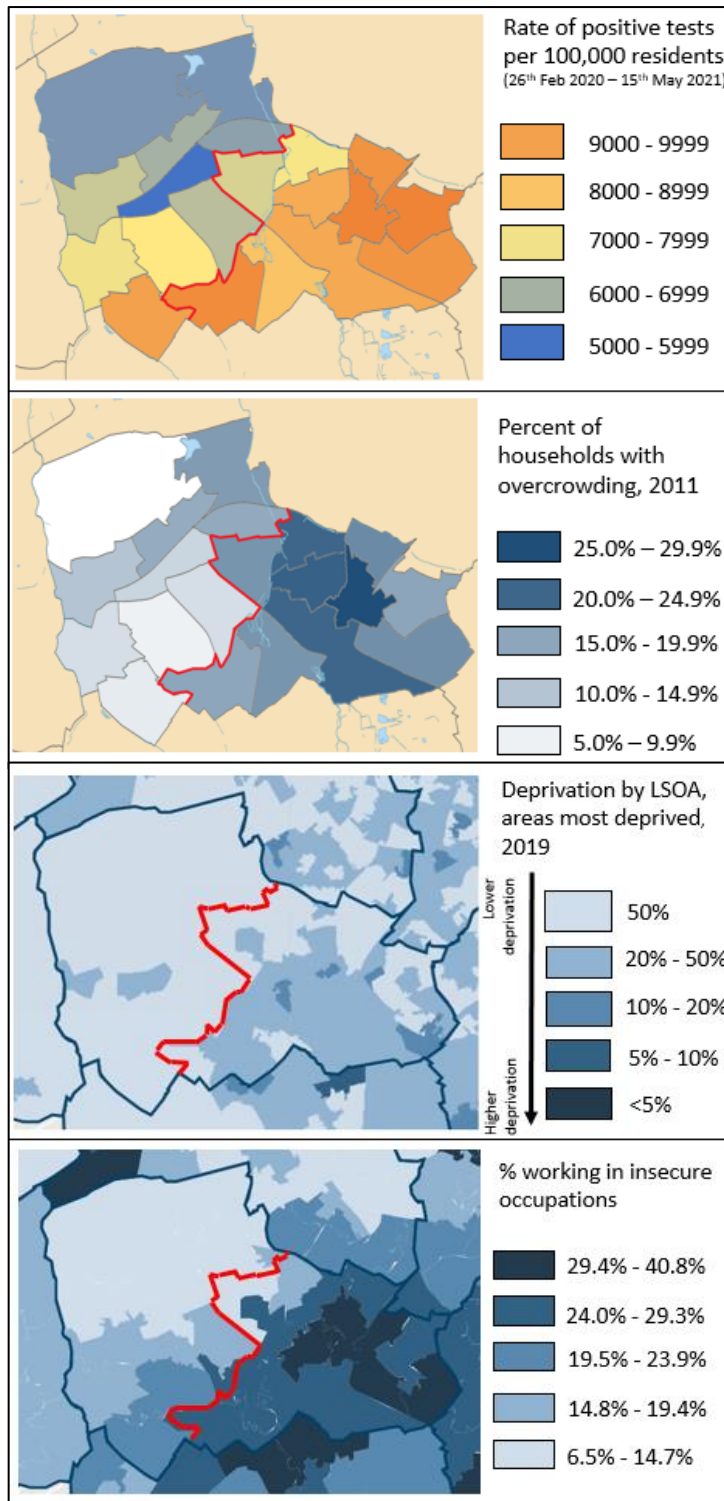 Rate of positive tests
per 100,000 residents
(26th Feb 2020 – 15th May 2021)
9000 - 9999
8000 - 8999
7000 - 7999
6000 - 6999
5000 - 5999
Percent of
households with
overcrowding, 2011
25.0% – 29.9%
20.0% – 24.9%
15.0% - 19.9%
10.0% - 14.9%
5.0% – 9.9%
Deprivation by LSOA,
areas most deprived,
2019
Lower
deprivation
50%
20% - 50%
10% - 20%
5% - 10%
<5%
Higher
deprivation
% working in insecure
occupations
29.4% - 40.8%
24.0% - 29.3%
19.5% - 23.9%
14.8% - 19.4%
6.5% - 14.7%